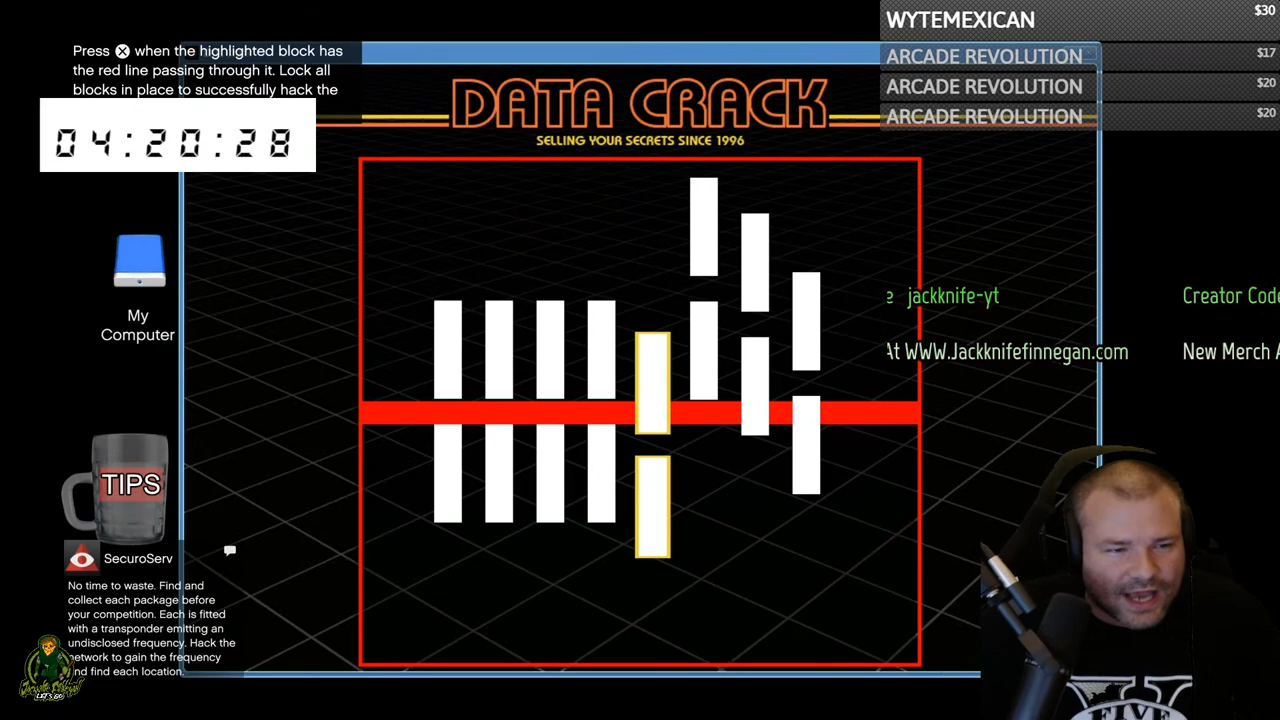 Press ⓧ when the highlighted block has
the red line passing through it. Lock all
blocks in place to successfully hack the
04:20:28
WYTEMEXICAN $30
ARCADE REVOLUTION $17
ARCADE REVOLUTION $20
ARCADE REVOLUTION $20
DATA CRACK
SELLING YOUR SECRETS SINCE 1996
My
Computer
e jackknife-yt Creator Code
At WWW.Jackknifefinnegan.com New Merch A
TIPS
SecuroServ
No time to waste. Find and
collect each package before
your competition. Each is fitted
with a transponder emitting an
undisclosed frequency. Hack the
network to gain the frequency
and find each location.
LET'S GO
V
FIVE